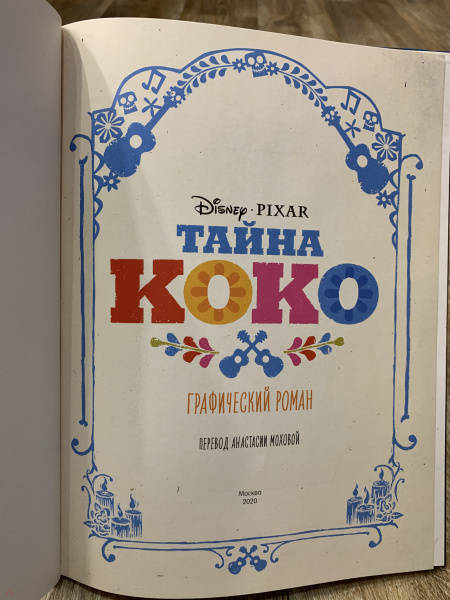 Disney · PIXAR
ТАЙНА
КОКО
ГРАФИЧЕСКИЙ РОМАН
ПЕРЕВОД АНАСТАСИИ МОХОВОЙ
Москва
2020